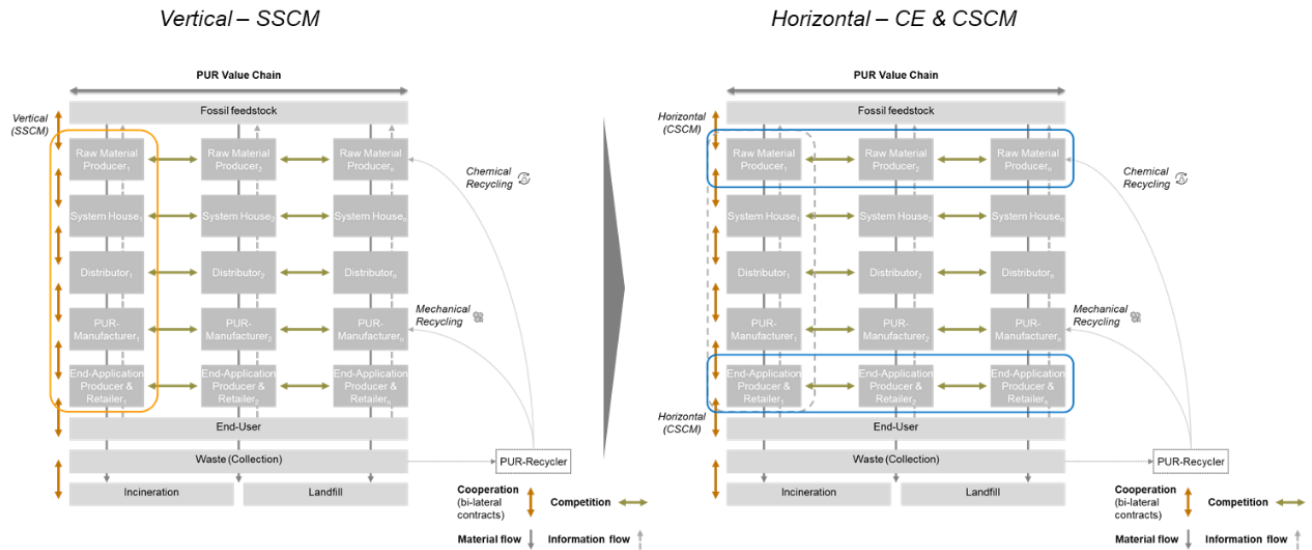 Vertical – SSCM
PUR Value Chain
Fossil feedstock
Vertical
(SSCM)
Raw Material
Producer₁
Raw Material
Producer₂
Raw Material
Producerₙ
Chemical
Recycling
System House₁
System House₂
System Houseₙ
Distributor₁
Distributor₂
Distributorₙ
Mechanical
Recycling
PUR-
Manufacturer₁
PUR-
Manufacturer₂
PUR-
Manufacturerₙ
End-Application
Producer &
Retailer₁
End-Application
Producer &
Retailer₂
End-Application
Producer &
Retailerₙ
End-User
Waste (Collection)
PUR-Recycler
Incineration
Landfill
Cooperation
(bi-lateral
contracts)
Competition
Material flow
Information flow
Horizontal – CE & CSCM
PUR Value Chain
Fossil feedstock
Horizontal
(CSCM)
Raw Material
Producer₁
Raw Material
Producer₂
Raw Material
Producerₙ
Chemical
Recycling
System House₁
System House₂
System Houseₙ
Distributor₁
Distributor₂
Distributorₙ
Mechanical
Recycling
PUR-
Manufacturer₁
PUR-
Manufacturer₂
PUR-
Manufacturerₙ
End-Application
Producer &
Retailer₁
End-Application
Producer &
Retailer₂
End-Application
Producer &
Retailerₙ
Horizontal
(CSCM)
End-User
Waste (Collection)
PUR-Recycler
Incineration
Landfill
Cooperation
(bi-lateral
contracts)
Competition
Material flow
Information flow